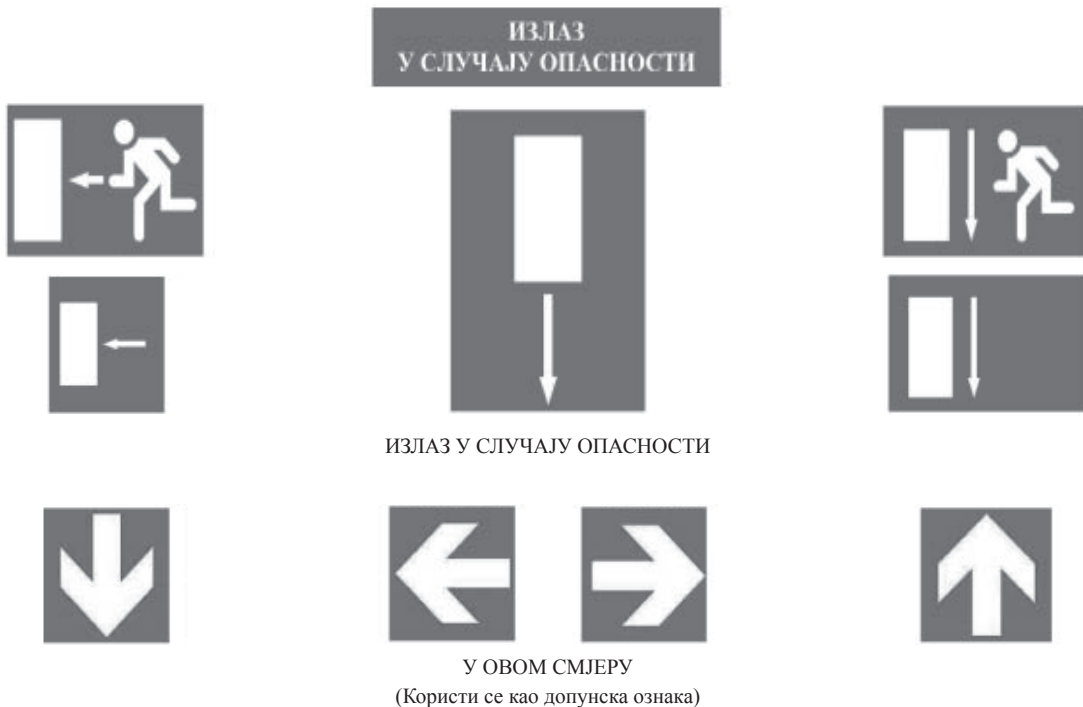 ИЗЛАЗ
У СЛУЧАЈУ ОПАСНОСТИ
ИЗЛАЗ У СЛУЧАЈУ ОПАСНОСТИ
У ОВОМ СМЈЕРУ
(Користи се као допунска ознака)